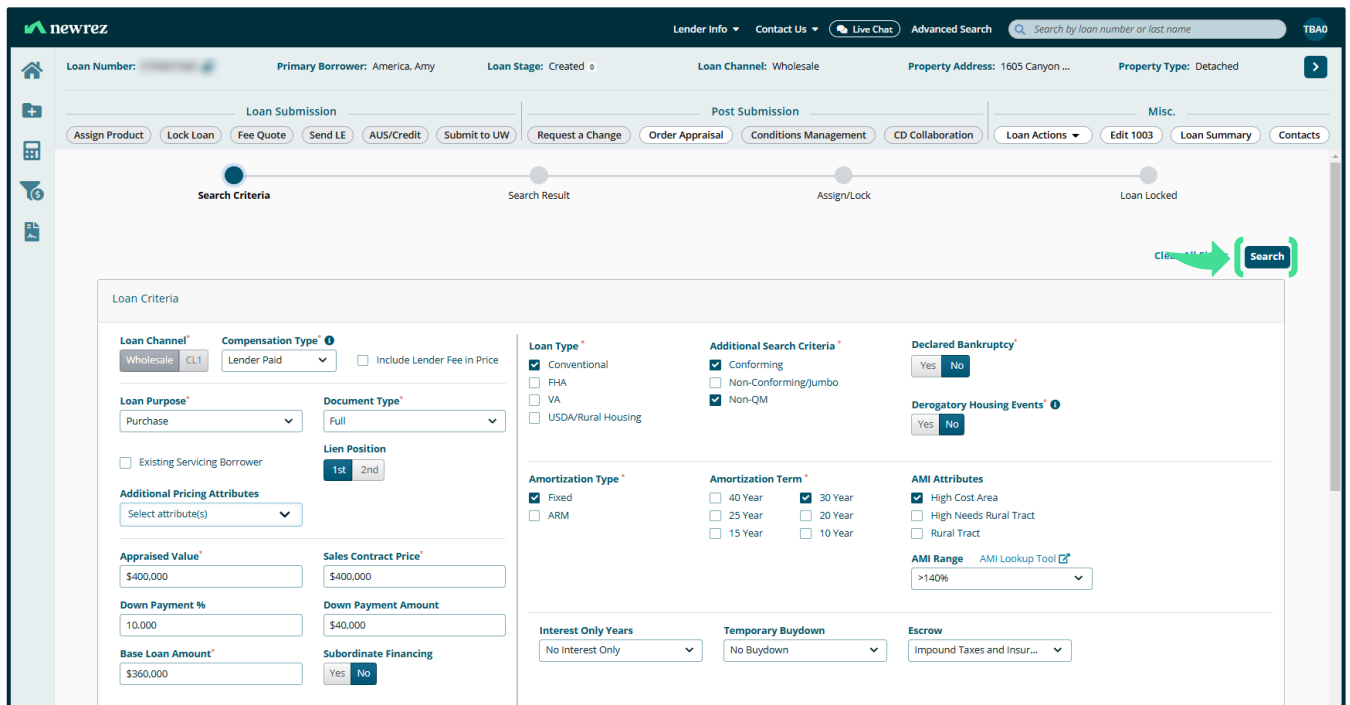 newrez
Lender Info Contact Us Live Chat Advanced Search Search by loan number or last name TBA0
Loan Number: Primary Borrower: America, Amy Loan Stage: Created 0 Loan Channel: Wholesale Property Address: 1605 Canyon ... Property Type: Detached
Loan Submission Post Submission Misc.
Assign Product Lock Loan Fee Quote Send LE AUS/Credit Submit to UW Request a Change Order Appraisal Conditions Management CD Collaboration Loan Actions Edit 1003 Loan Summary Contacts
Search Criteria Search Result Assign/Lock Loan Locked
Search
Loan Criteria
Loan Channel* Compensation Type*
Wholesale CL1 Lender Paid Include Lender Fee in Price
Loan Purpose* Document Type*
Purchase Full
Existing Servicing Borrower
Lien Position
1st 2nd
Additional Pricing Attributes
Select attribute(s)
Appraised Value* Sales Contract Price*
$400,000 $400,000
Down Payment % Down Payment Amount
10.000 $40,000
Base Loan Amount* Subordinate Financing
$360,000 Yes No
Loan Type*
Conventional
FHA
VA
USDA/Rural Housing
Additional Search Criteria*
Conforming
Non-Conforming/Jumbo
Non-QM
Declared Bankruptcy*
Yes No
Derogatory Housing Events*
Yes No
Amortization Type*
Fixed
ARM
Amortization Term*
40 Year 30 Year
25 Year 20 Year
15 Year 10 Year
AMI Attributes
High Cost Area
High Needs Rural Tract
Rural Tract
AMI Range AMI Lookup Tool
>140%
Interest Only Years Temporary Buydown Escrow
No Interest Only No Buydown Impound Taxes and Insur...